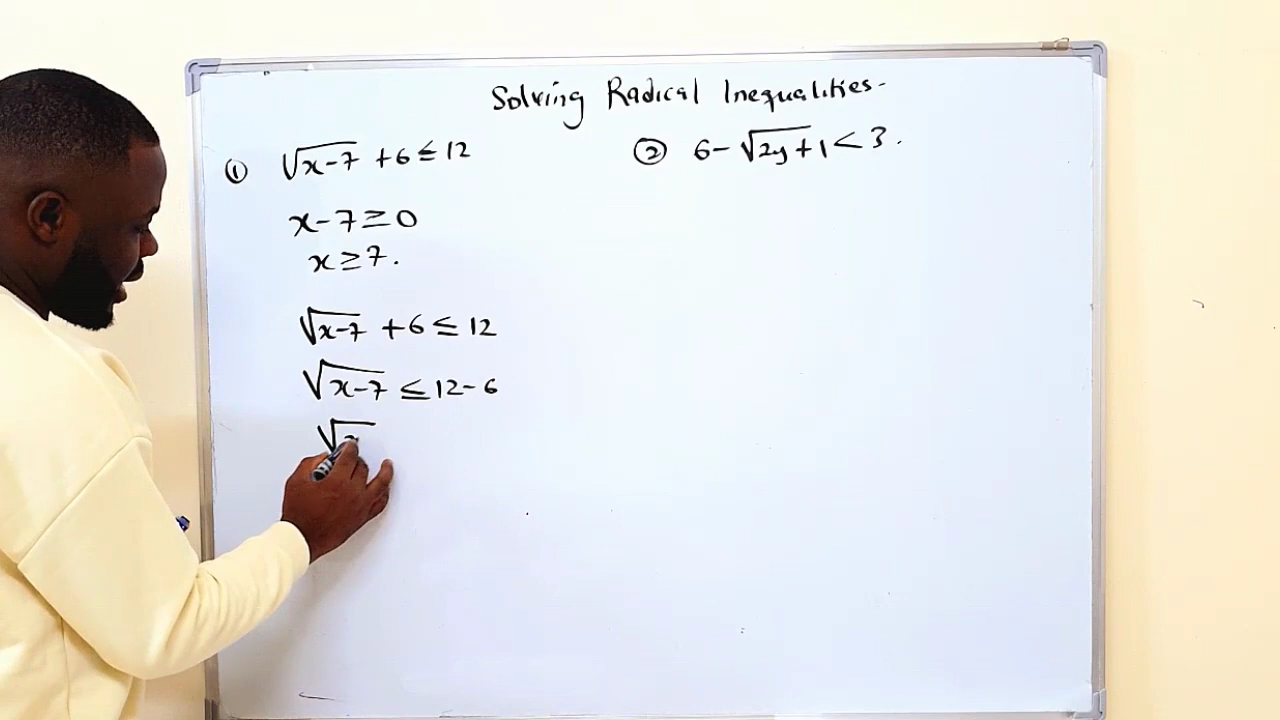 Solving Radical Inequalities-
① √x-7 + 6 ≤ 12
x - 7 ≥ 0
x ≥ 7.
√x-7 + 6 ≤ 12
√x-7 ≤ 12 - 6
√
② 6 - √2y+1 < 3.